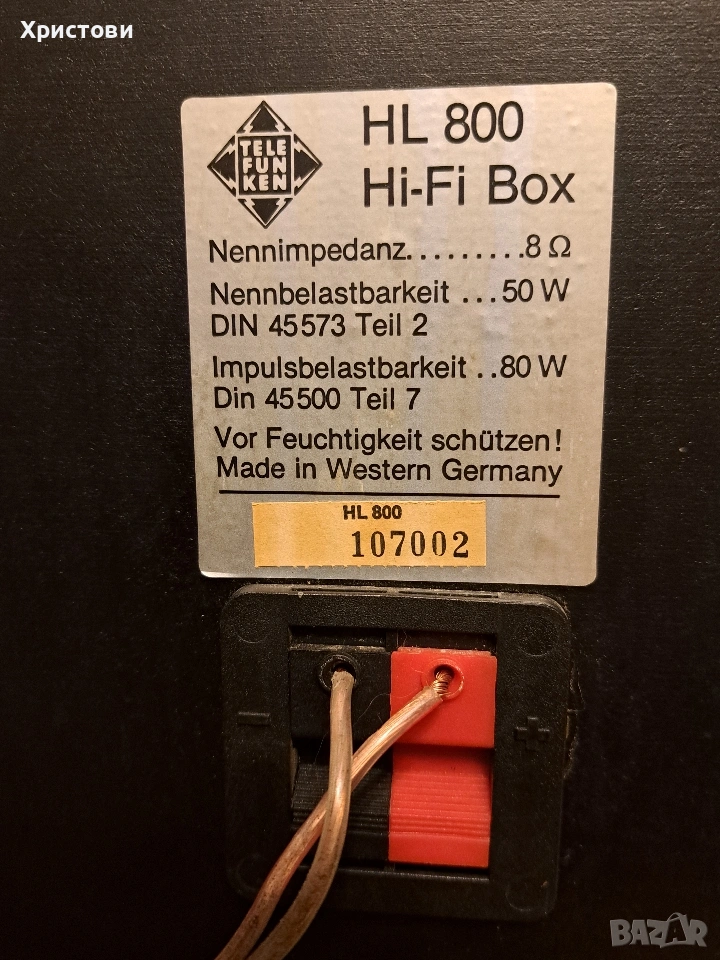 Христови
TELE
FUN
KEN
HL 800
Hi-Fi Box
Nennimpedanz.........8 Ω
Nennbelastbarkeit ...50 W
DIN 45573 Teil 2
Impulsbelastbarkeit ..80 W
Din 45500 Teil 7
Vor Feuchtigkeit schützen!
Made in Western Germany
HL 800
107002
− +
BAZAR